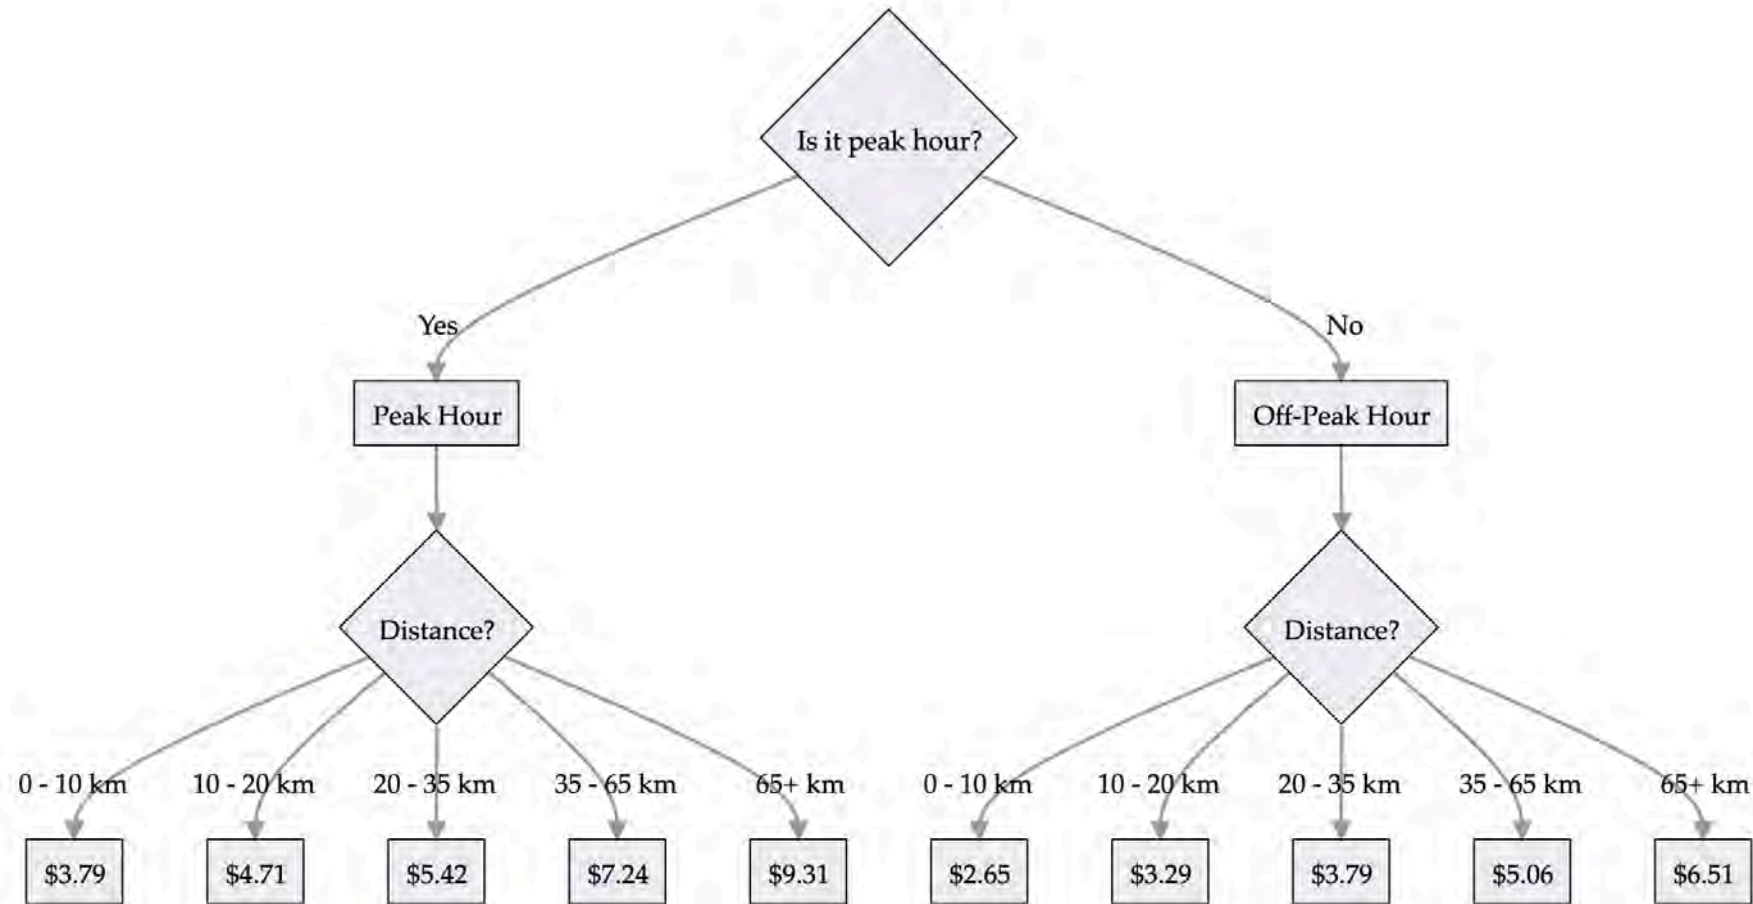 Is it peak hour?
Yes
No
Peak Hour
Off-Peak Hour
Distance?
Distance?
0 - 10 km
10 - 20 km
20 - 35 km
35 - 65 km
65+ km
0 - 10 km
10 - 20 km
20 - 35 km
35 - 65 km
65+ km
$3.79
$4.71
$5.42
$7.24
$9.31
$2.65
$3.29
$3.79
$5.06
$6.51